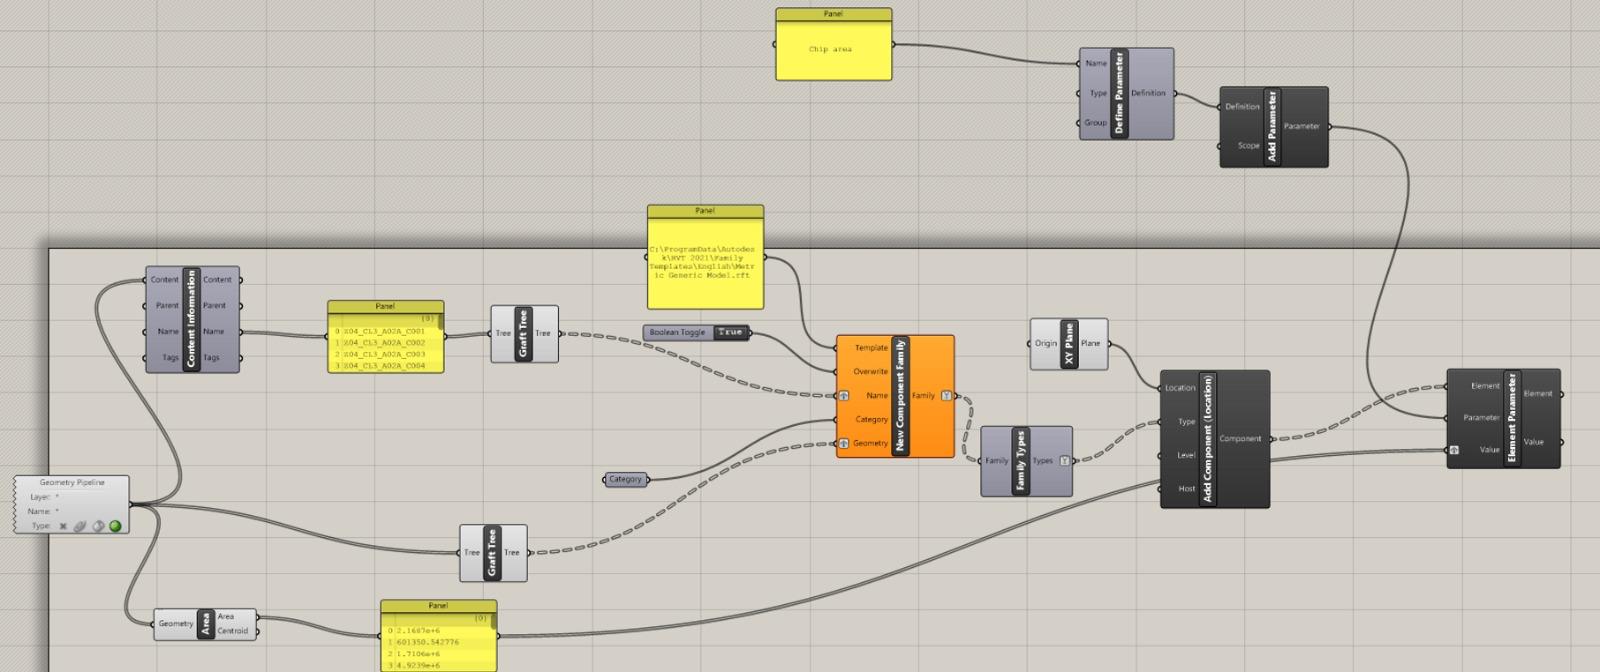 Panel
Chip area
Name
Type
Group
Define Parameter
Definition
Definition
Scope
Add Parameter
Parameter
Panel
C:\ProgramData\Autodes
k\RVT 2021\Family
Templates\English\Metr
ic Generic Model.rft
Content
Parent
Name
Tags
Content Information
Content
Parent
Name
Tags
Panel
{0}
0 Z04_CL3_A02A_C001
1 Z04_CL3_A02A_C002
2 Z04_CL3_A02A_C003
3 Z04_CL3_A02A_C004
Tree
Graft Tree
Tree
Boolean Toggle True
Template
Overwrite
Name
Category
Geometry
New Component Family
Family
Origin
XY Plane
Plane
Family
Family Types
Types
Location
Type
Level
Host
Add Component (Location)
Component
Element
Parameter
Value
Element Parameter
Element
Value
Category
Geometry Pipeline
Layer: *
Name: *
Type:
Tree
Graft Tree
Tree
Geometry
Area
Area
Centroid
Panel
{0}
0 2.1687e+6
1 601350.542776
2 1.7106e+6
3 4.9239e+6